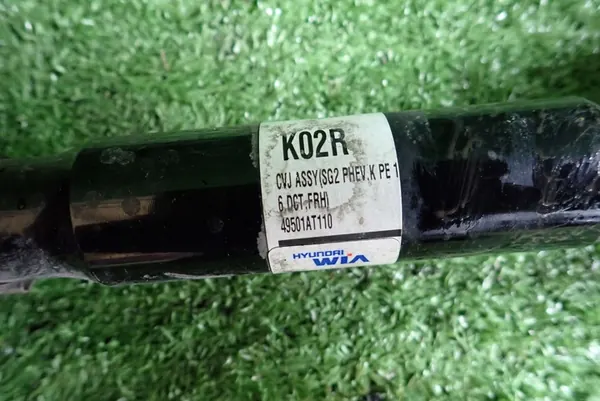 K02R
CVJ ASSY(SG2 PHEV,K PE 1
6 DCT,FRH)
49501AT110
HYUNDAI
WIA